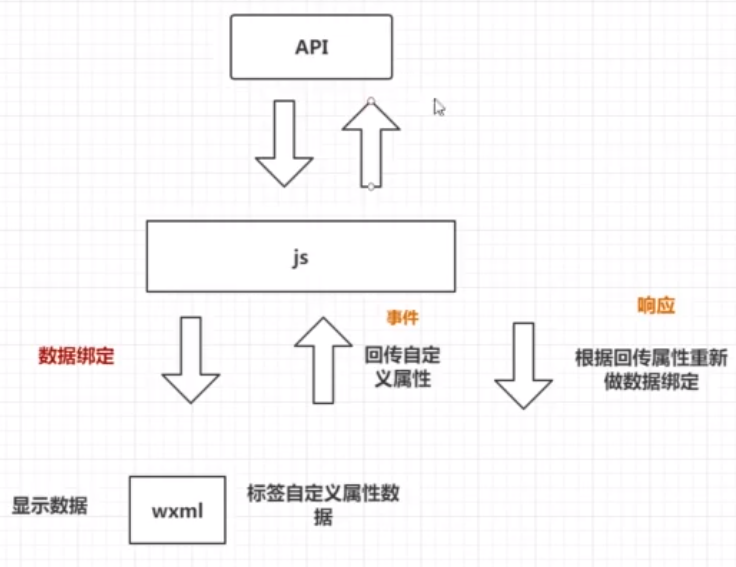 API
js
事件
响应
数据绑定
回传自定
义属性
根据回传属性重新
做数据绑定
显示数据
wxml
标签自定义属性数
据